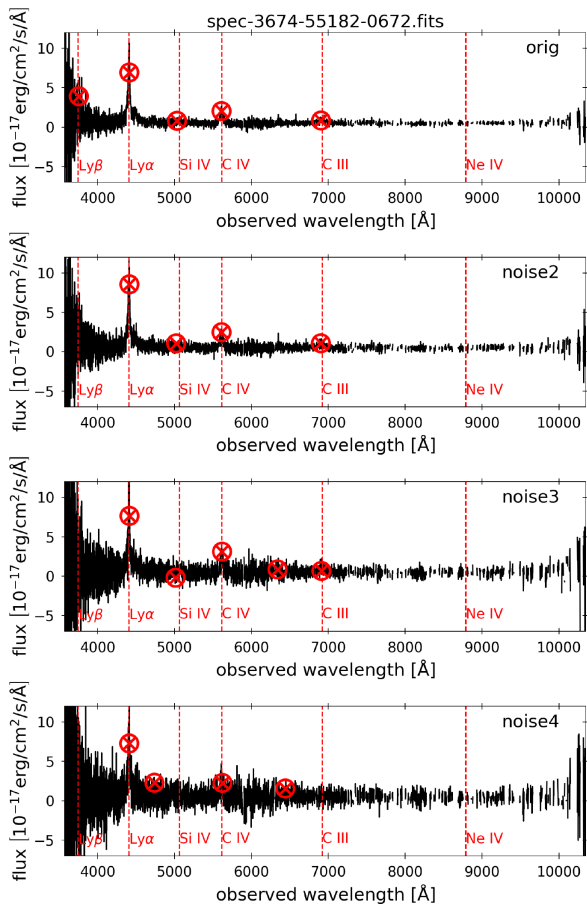 spec-3674-55182-0672.fits
orig
flux [10⁻¹⁷erg/cm²/s/Å]
10
5
0
−5
Lyβ Lyα Si IV C IV C III Ne IV
4000 5000 6000 7000 8000 9000 10000
observed wavelength [Å]
noise2
flux [10⁻¹⁷erg/cm²/s/Å]
10
5
0
−5
Lyβ Lyα Si IV C IV C III Ne IV
4000 5000 6000 7000 8000 9000 10000
observed wavelength [Å]
noise3
flux [10⁻¹⁷erg/cm²/s/Å]
10
5
0
−5
Lyβ Lyα Si IV C IV C III Ne IV
4000 5000 6000 7000 8000 9000 10000
observed wavelength [Å]
noise4
flux [10⁻¹⁷erg/cm²/s/Å]
10
5
0
−5
Lyβ Lyα Si IV C IV C III Ne IV
4000 5000 6000 7000 8000 9000 10000
observed wavelength [Å]